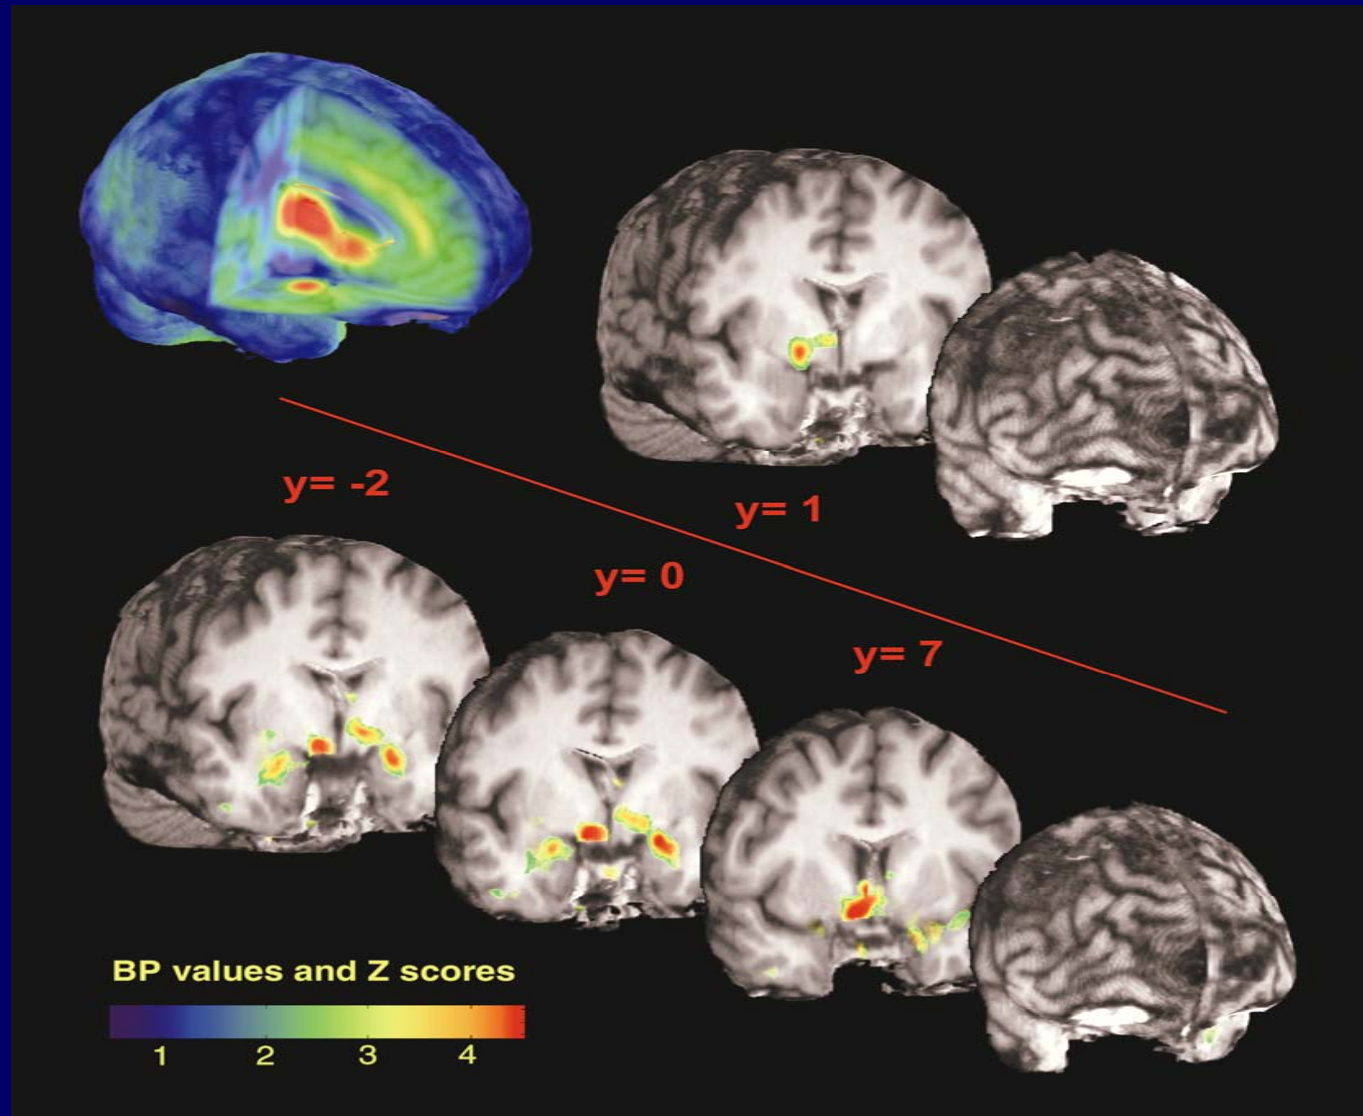 y= -2
y= 1
y= 0
y= 7
BP values and Z scores
1 2 3 4